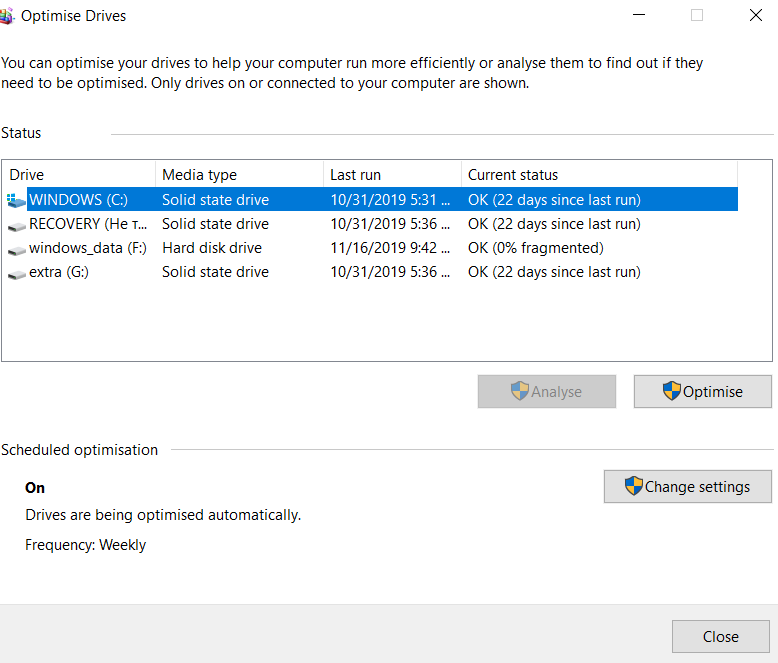 Optimise Drives
You can optimise your drives to help your computer run more efficiently or analyse them to find out if they
need to be optimised. Only drives on or connected to your computer are shown.
Status
Drive Media type Last run Current status
WINDOWS (C:) Solid state drive 10/31/2019 5:31 ... OK (22 days since last run)
RECOVERY (Не т... Solid state drive 10/31/2019 5:36 ... OK (22 days since last run)
windows_data (F:) Hard disk drive 11/16/2019 9:42 ... OK (0% fragmented)
extra (G:) Solid state drive 10/31/2019 5:36 ... OK (22 days since last run)
Analyse Optimise
Scheduled optimisation
On
Change settings
Drives are being optimised automatically.
Frequency: Weekly
Close